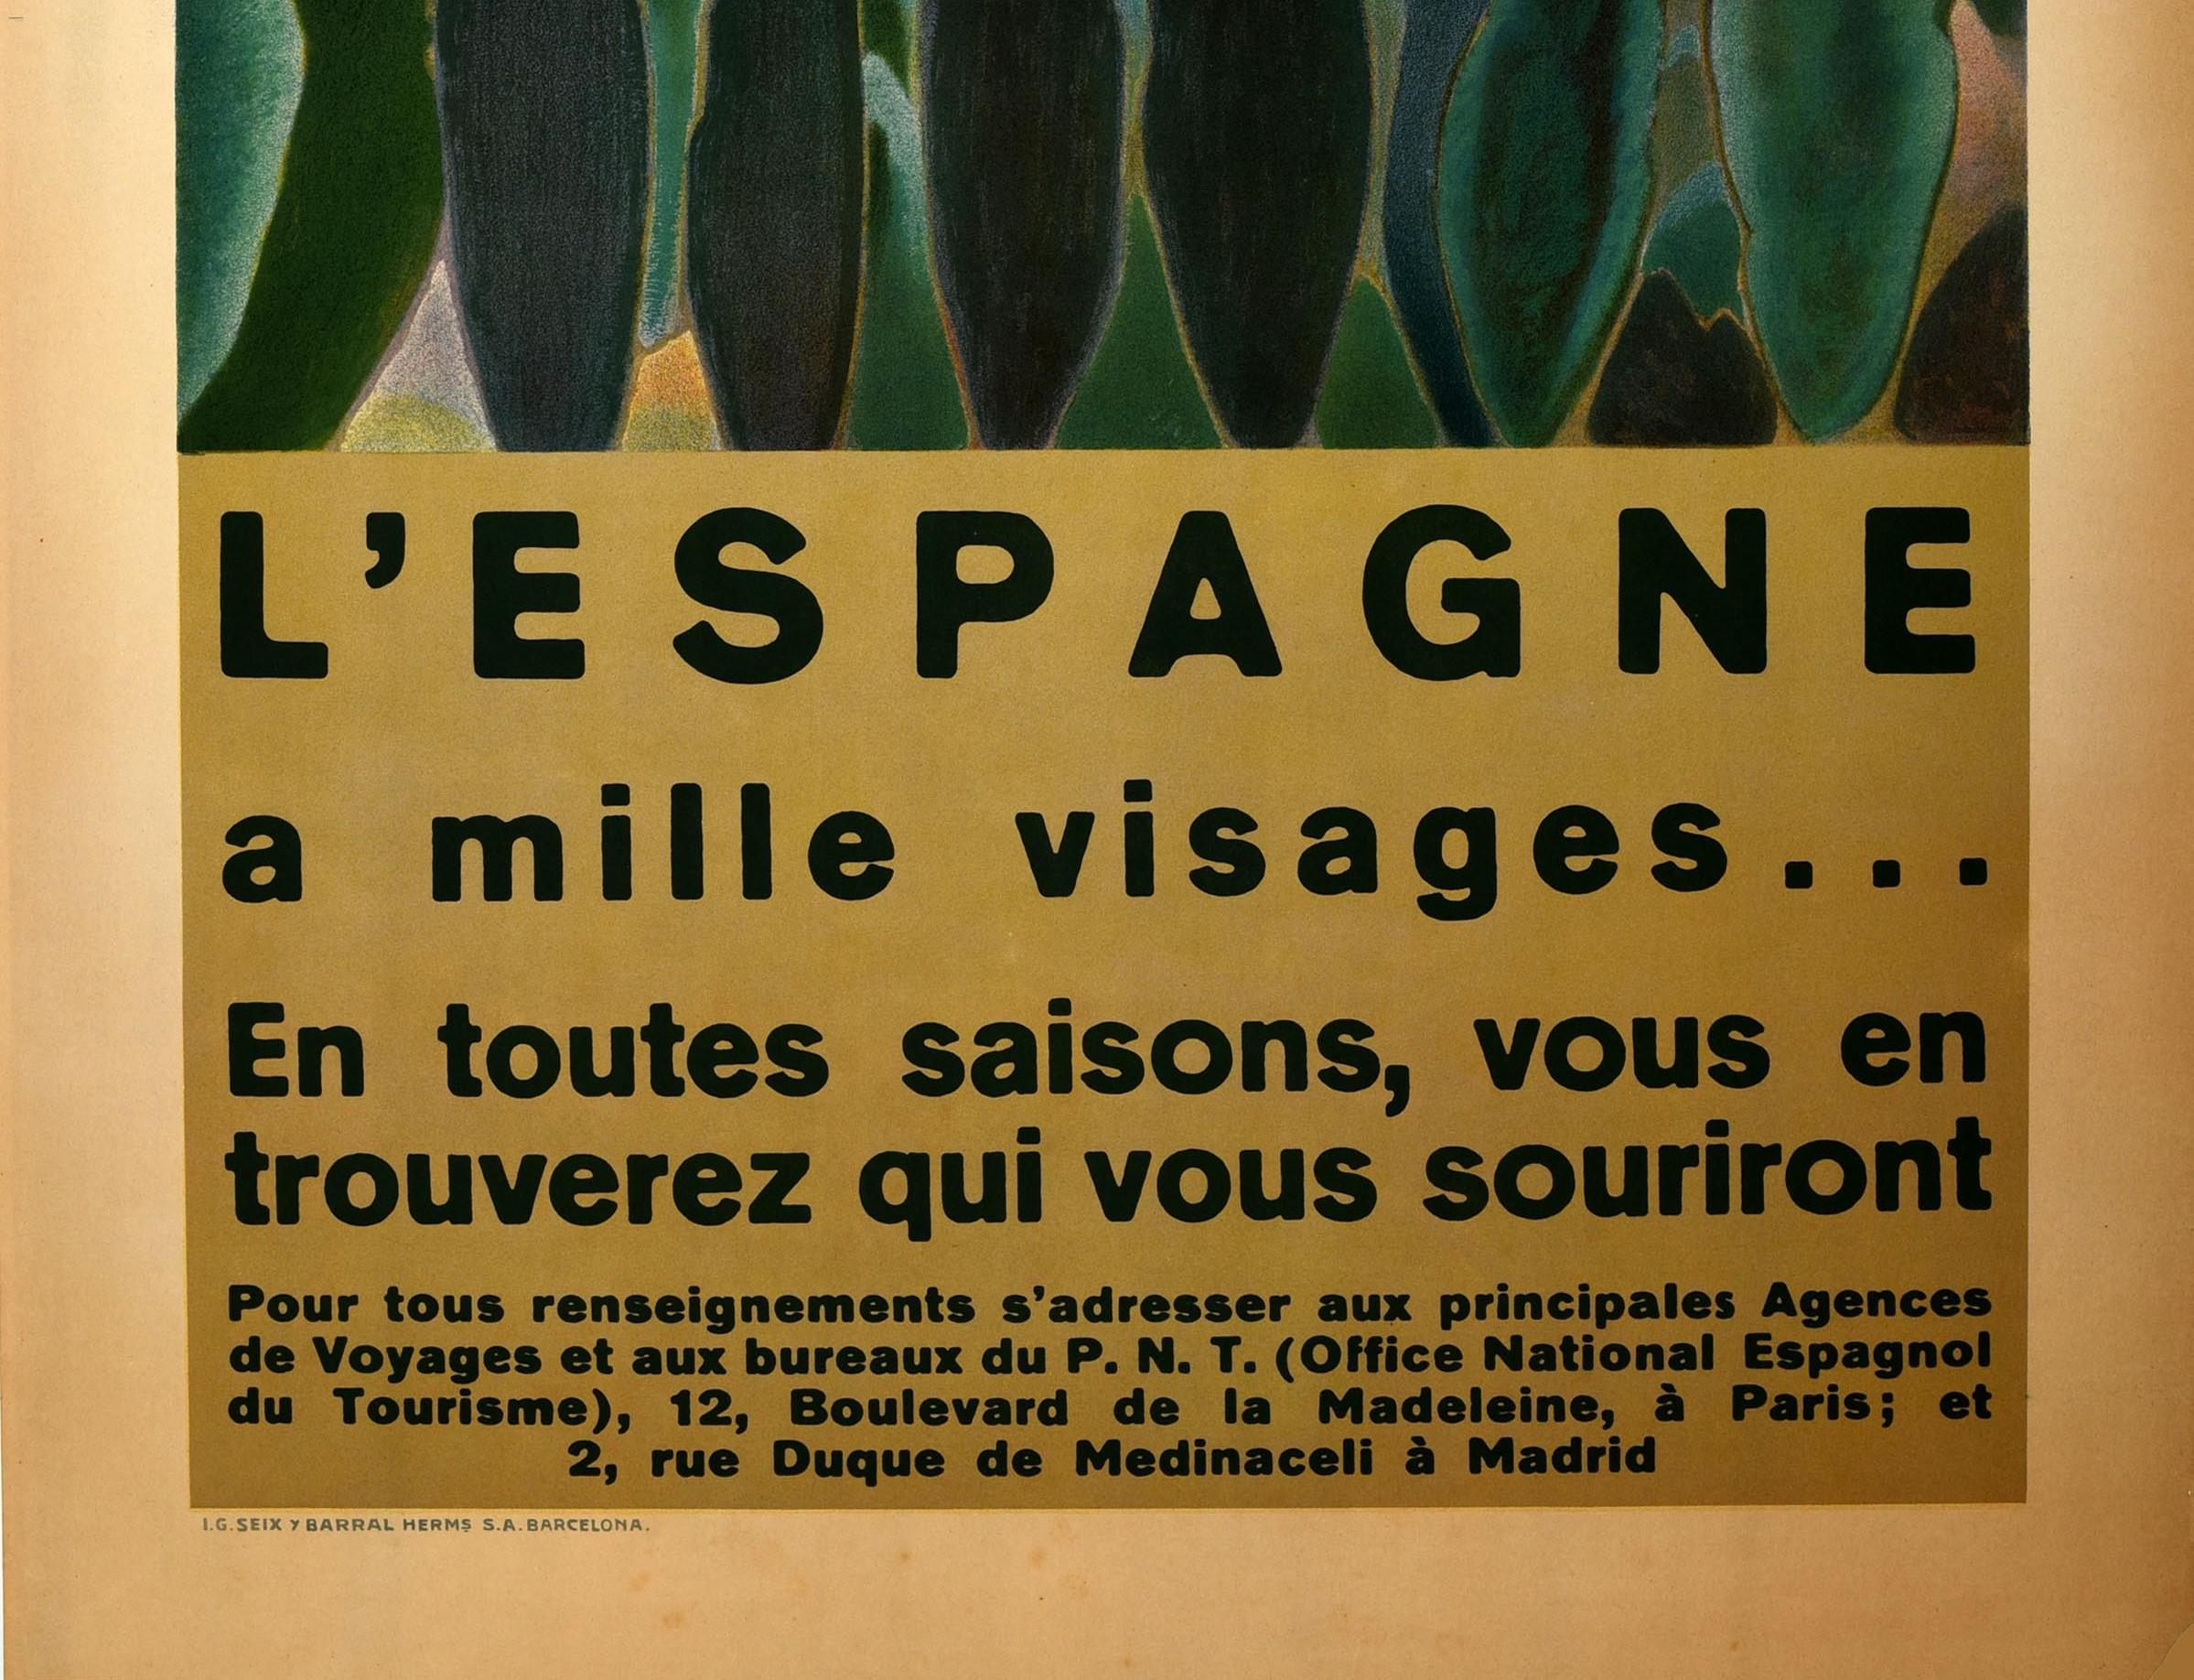 L'ESPAGNE
a mille visages...
En toutes saisons, vous en
trouverez qui vous souriront
Pour tous renseignements s'adresser aux principales Agences
de Voyages et aux bureaux du P. N. T. (Office National Espagnol
du Tourisme), 12, Boulevard de la Madeleine, à Paris; et
2, rue Duque de Medinaceli à Madrid
I.G. SEIX Y BARRAL HERMS S.A. BARCELONA.